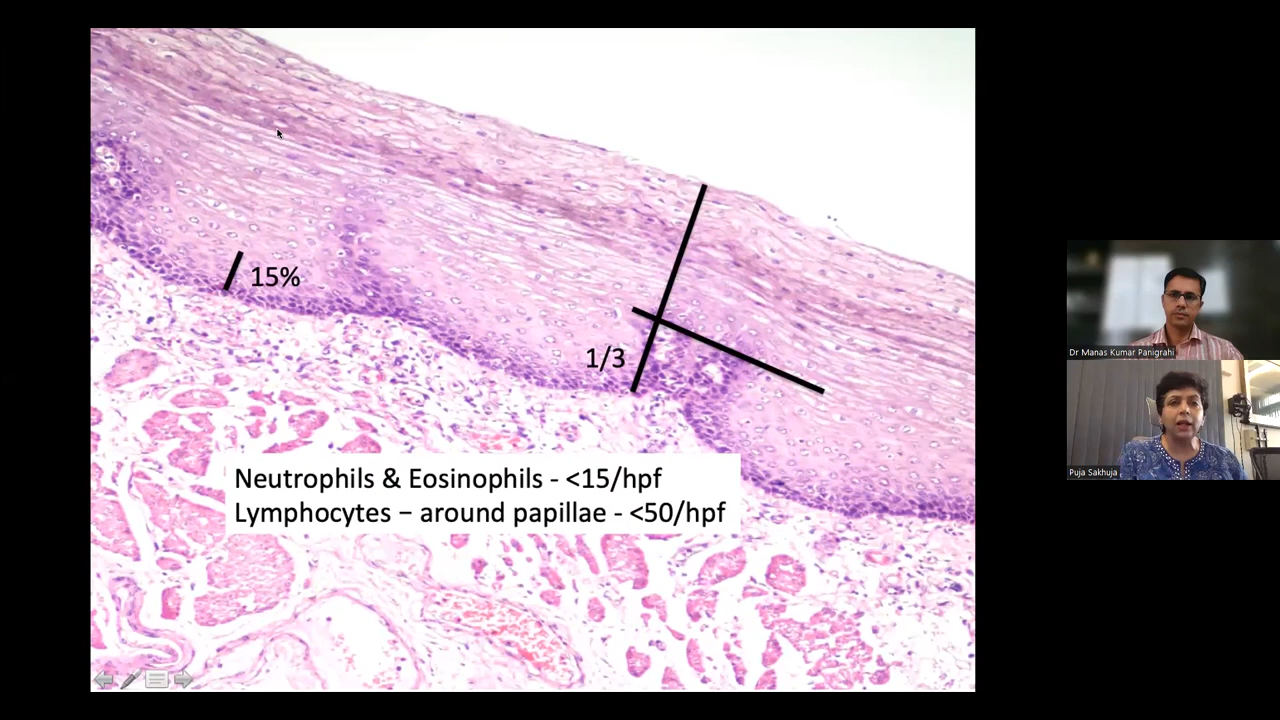 15%
1/3
Neutrophils & Eosinophils - <15/hpf
Lymphocytes – around papillae - <50/hpf
Dr Manas Kumar Panigrahi
Puja Sakhuja